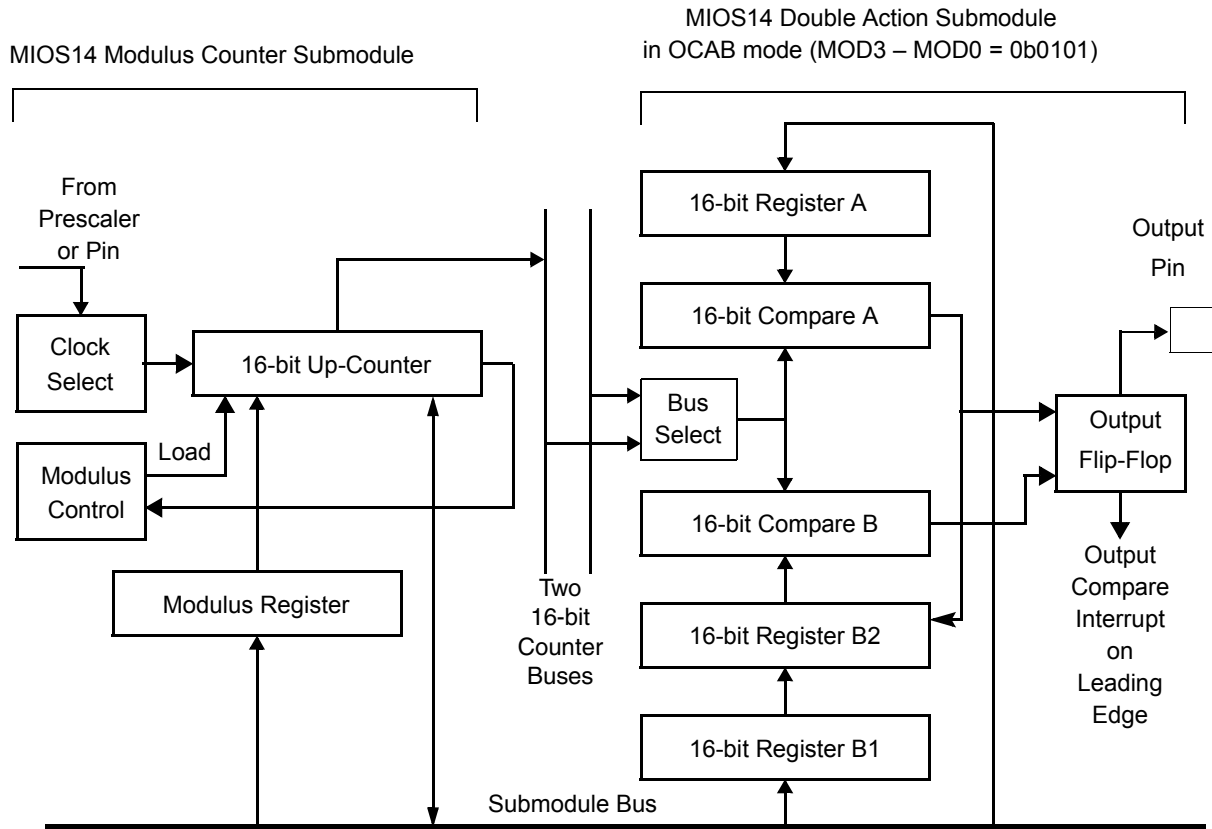 MIOS14 Modulus Counter Submodule
MIOS14 Double Action Submodule
in OCAB mode (MOD3 – MOD0 = 0b0101)
From
Prescaler
or Pin
Clock
Select
16-bit Up-Counter
Load
Modulus
Control
Modulus Register
Two
16-bit
Counter
Buses
16-bit Register A
16-bit Compare A
Bus
Select
16-bit Compare B
16-bit Register B2
16-bit Register B1
Output
Pin
Output
Flip-Flop
Output
Compare
Interrupt
on
Leading
Edge
Submodule Bus